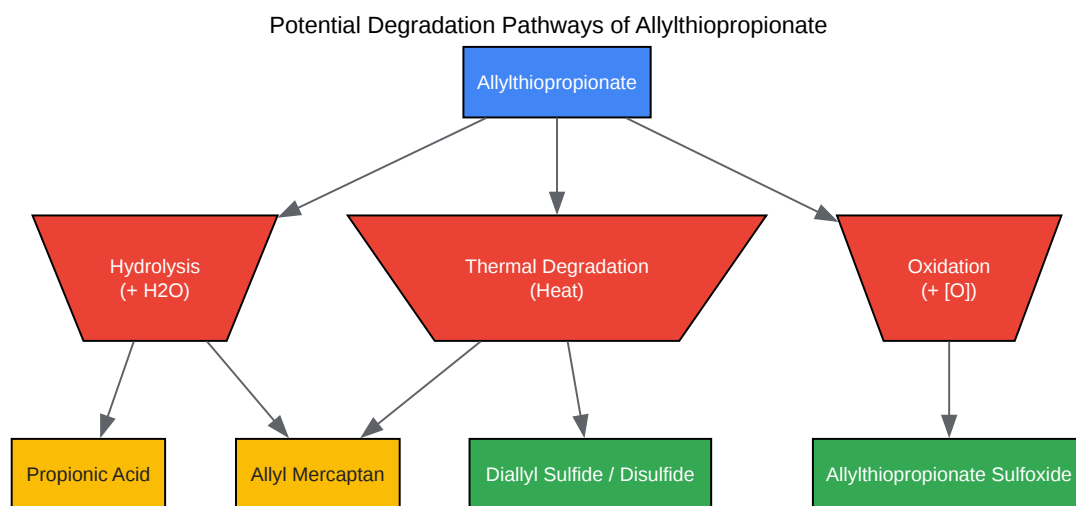 Potential Degradation Pathways of Allylthiopropionate
Allylthiopropionate
Hydrolysis
(+ H2O)
Thermal Degradation
(Heat)
Oxidation
(+ [O])
Propionic Acid
Allyl Mercaptan
Diallyl Sulfide / Disulfide
Allylthiopropionate Sulfoxide